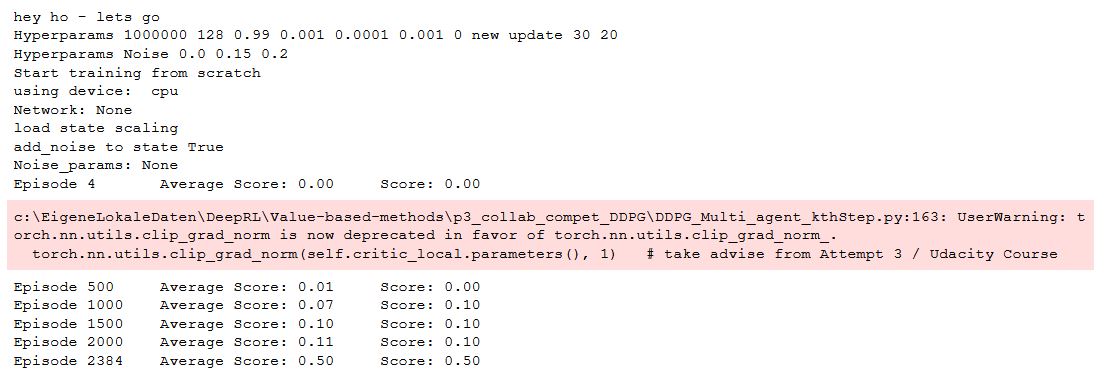 hey ho - lets go
Hyperparams 1000000 128 0.99 0.001 0.0001 0.001 0 new update 30 20
Hyperparams Noise 0.0 0.15 0.2
Start training from scratch
using device:  cpu
Network: None
load state scaling
add_noise to state True
Noise_params: None
Episode 4       Average Score: 0.00     Score: 0.00
c:\EigeneLokaleDaten\DeepRL\Value-based-methods\p3_collab_compet_DDPG\DDPG_Multi_agent_kthStep.py:163: UserWarning: t
orch.nn.utils.clip_grad_norm is now deprecated in favor of torch.nn.utils.clip_grad_norm_.
  torch.nn.utils.clip_grad_norm(self.critic_local.parameters(), 1)   # take advise from Attempt 3 / Udacity Course
Episode 500     Average Score: 0.01     Score: 0.00
Episode 1000    Average Score: 0.07     Score: 0.10
Episode 1500    Average Score: 0.10     Score: 0.10
Episode 2000    Average Score: 0.11     Score: 0.10
Episode 2384    Average Score: 0.50     Score: 0.50